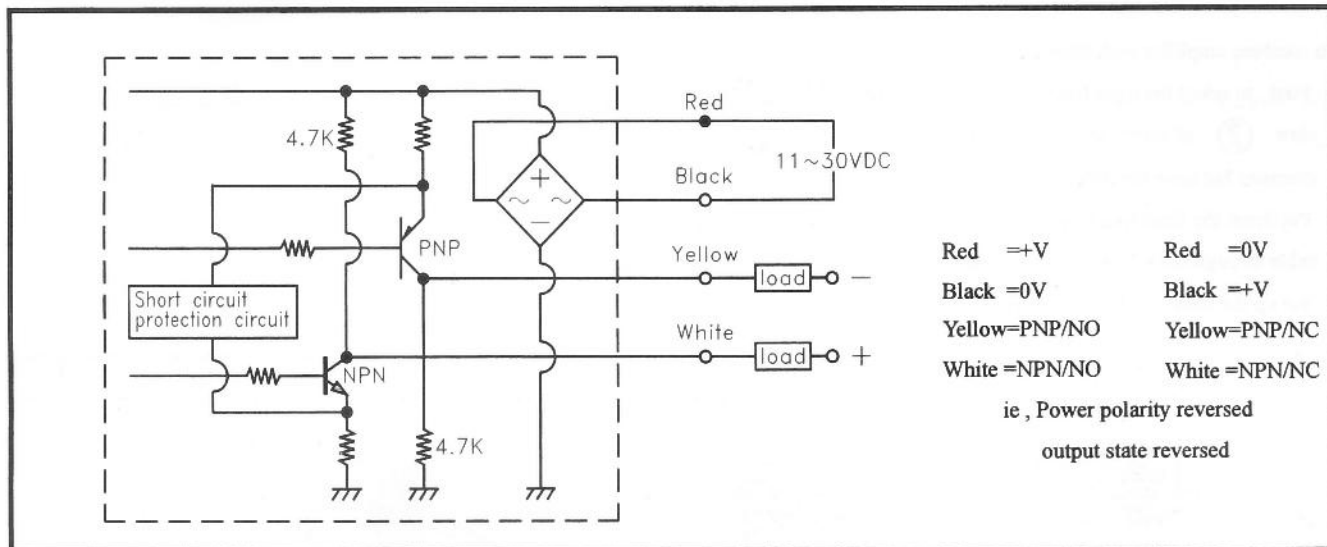 Red
4.7K
11~30VDC
Black
+
~ ~
−
PNP
Yellow
load −
Short circuit
protection circuit
White
load +
NPN
4.7K
Red =+V
Black =0V
Yellow=PNP/NO
White =NPN/NO
Red =0V
Black =+V
Yellow=PNP/NC
White =NPN/NC
ie , Power polarity reversed
output state reversed